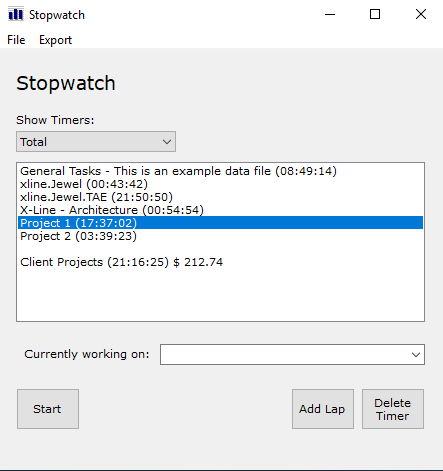 Stopwatch
File Export
Stopwatch
Show Timers:
Total
General Tasks - This is an example data file (08:49:14)
xline.Jewel (00:43:42)
xline.Jewel.TAE (21:50:50)
X-Line - Architecture (00:54:54)
Project 1 (17:37:02)
Project 2 (03:39:23)
Client Projects (21:16:25) $ 212.74
Currently working on:
Start
Add Lap
Delete
Timer